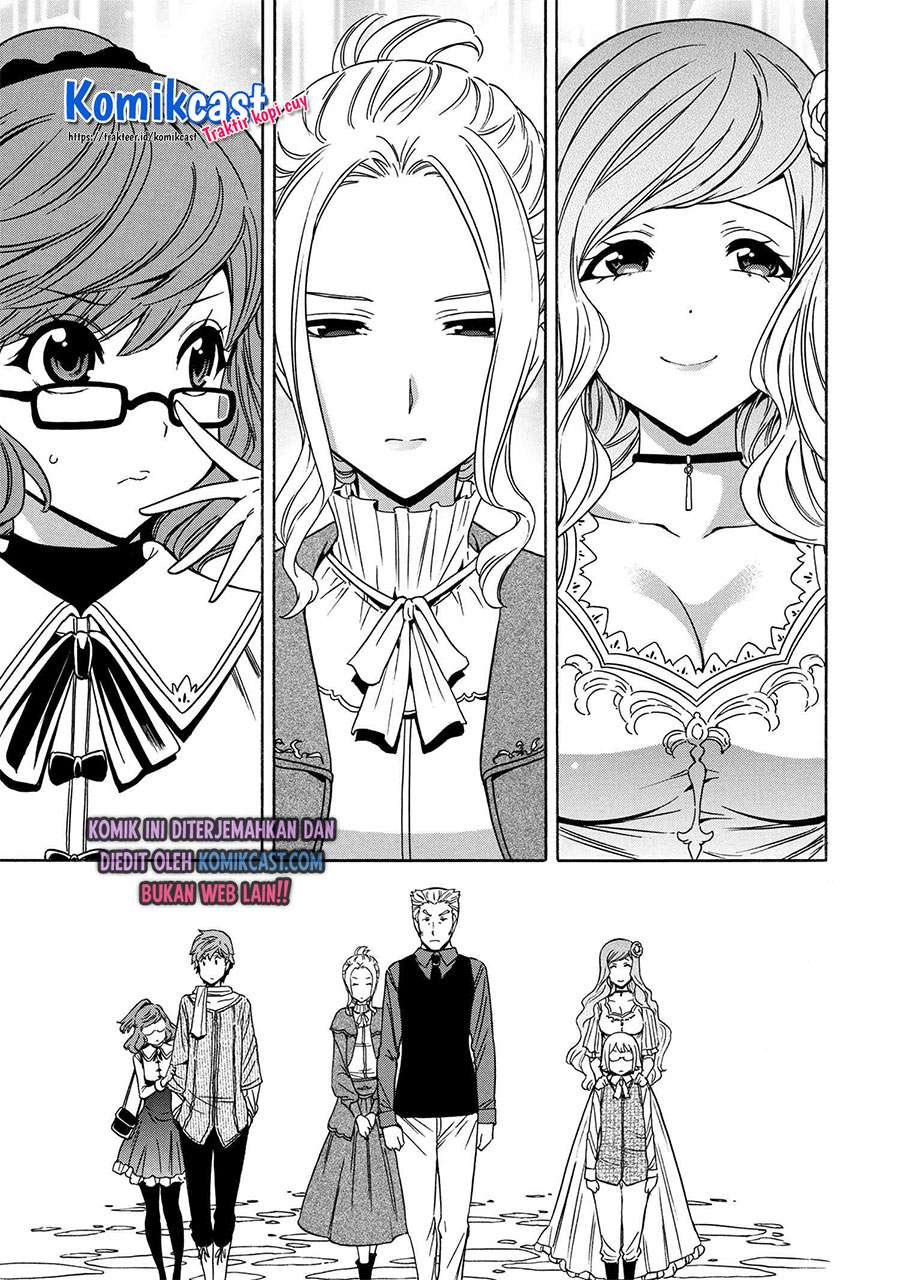 Komikcast
https://trakteer.id/komikcast
Traktir kopi cuy
KOMIK INI DITERJEMAHKAN DAN
DIEDIT OLEH KOMIKCAST.COM
BUKAN WEB LAIN!!